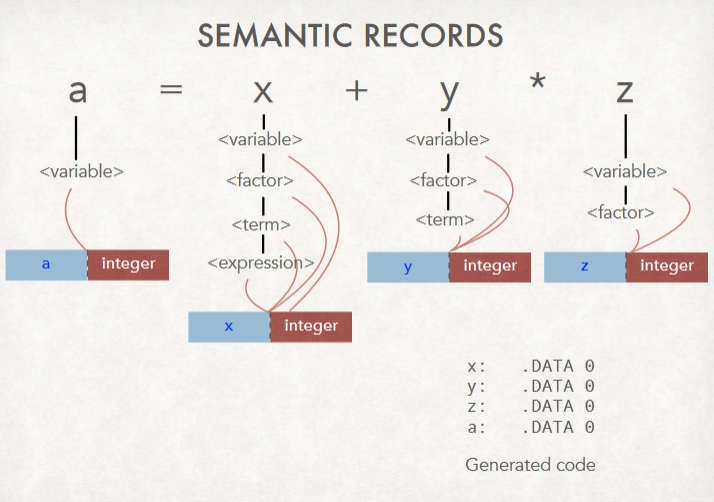 SEMANTIC RECORDS
a = x + y * z
<variable> <variable> <variable> <variable>
<factor> <factor> <factor>
<term> <term>
<expression>
a integer
y integer
z integer
x integer
x: .DATA 0
y: .DATA 0
z: .DATA 0
a: .DATA 0
Generated code